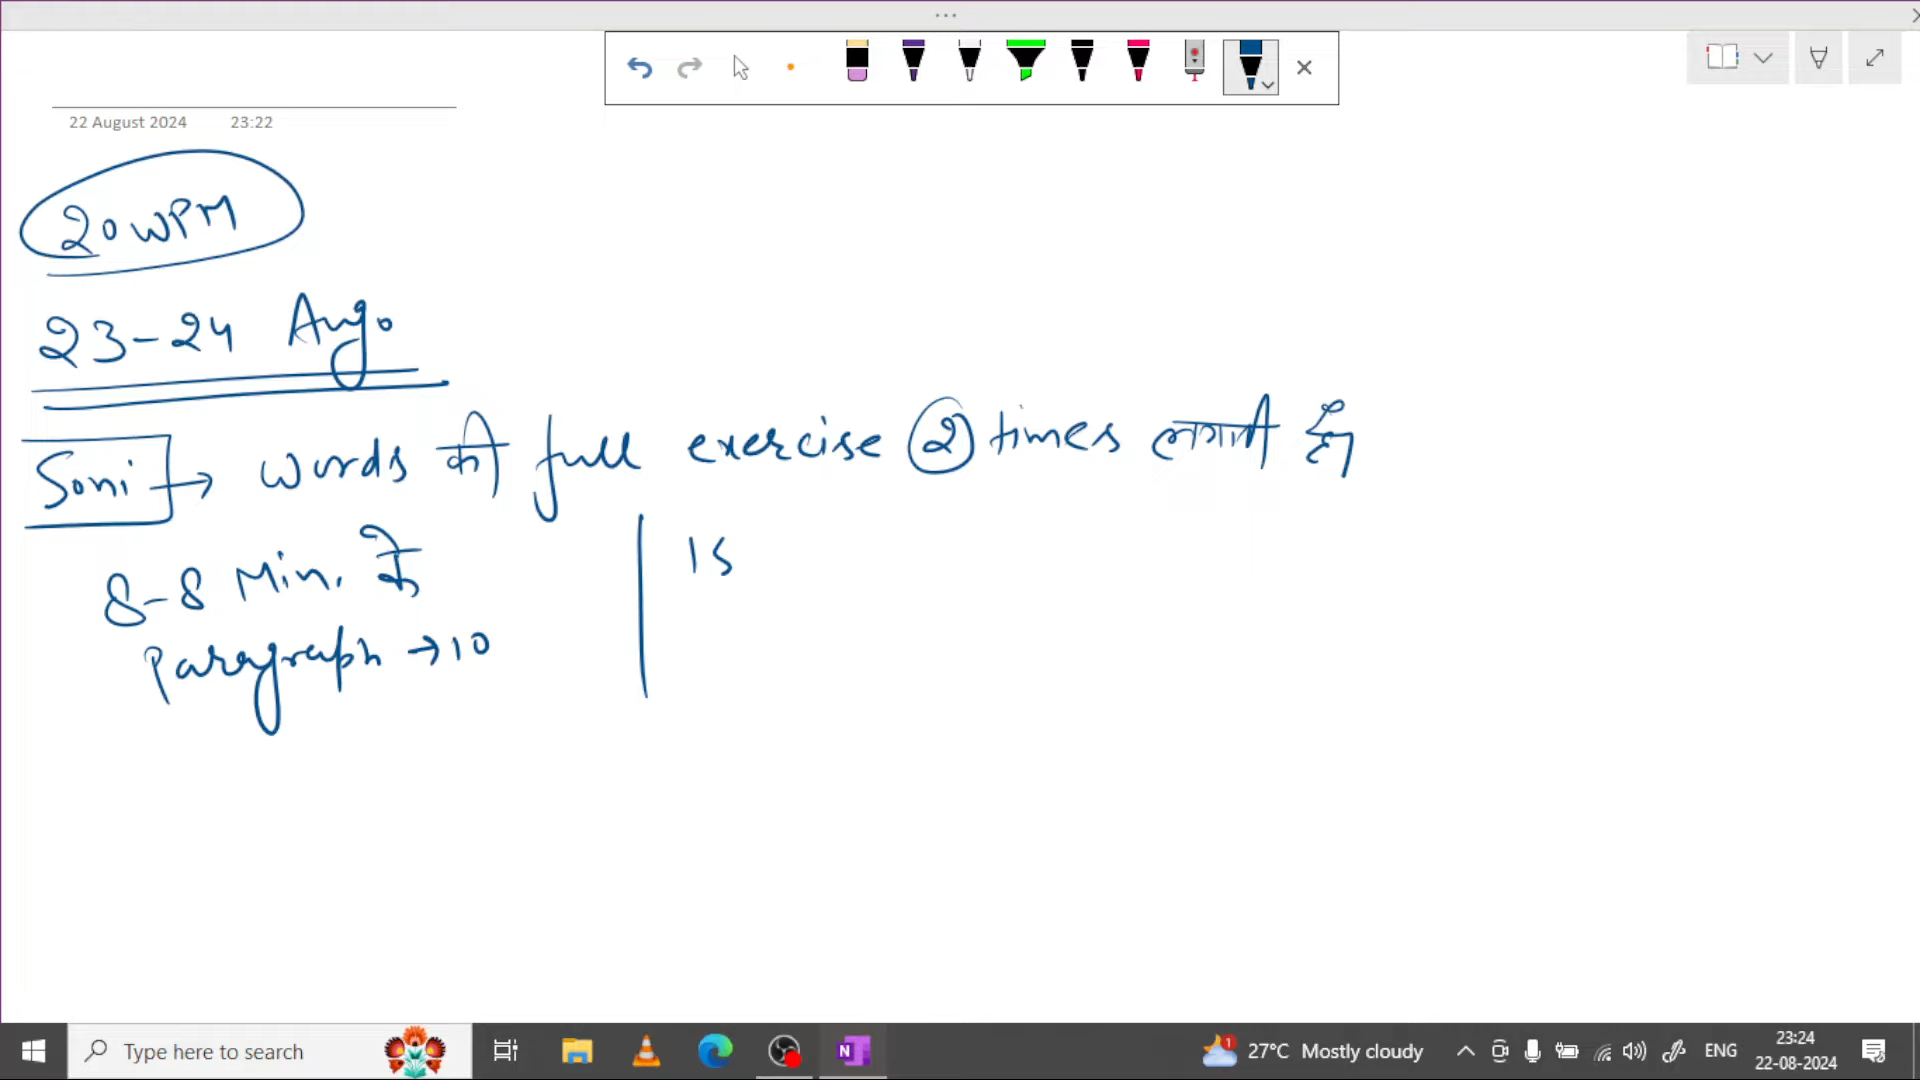 22 August 2024 23:22
20 WPM
23-24 Aug.
Soni → Words की full exercise 2 times लगानी है।
8-8 Min. के
Paragraph → 10
15
Type here to search
N
1
27°C Mostly cloudy
ENG
23:24
22-08-2024